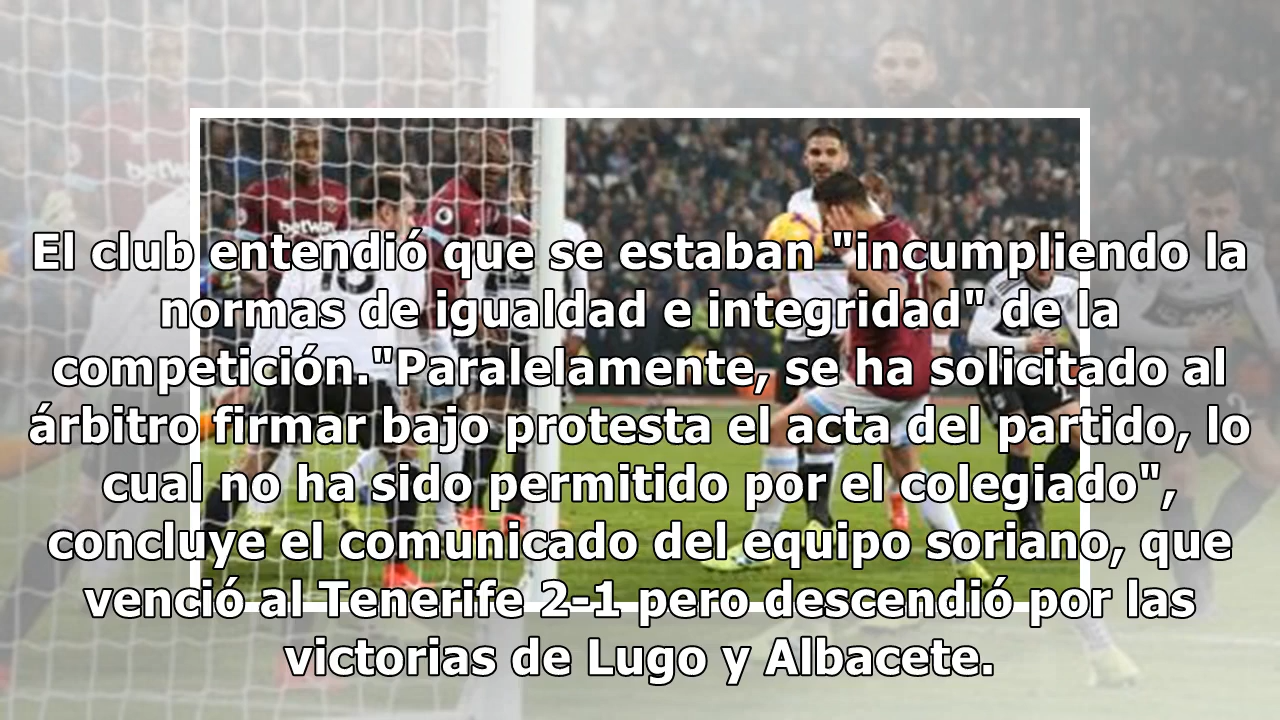 El club entendió que se estaban "incumpliendo la
normas de igualdad e integridad" de la
competición."Paralelamente, se ha solicitado al
árbitro firmar bajo protesta el acta del partido, lo
cual no ha sido permitido por el colegiado",
concluye el comunicado del equipo soriano, que
venció al Tenerife 2-1 pero descendió por las
victorias de Lugo y Albacete.